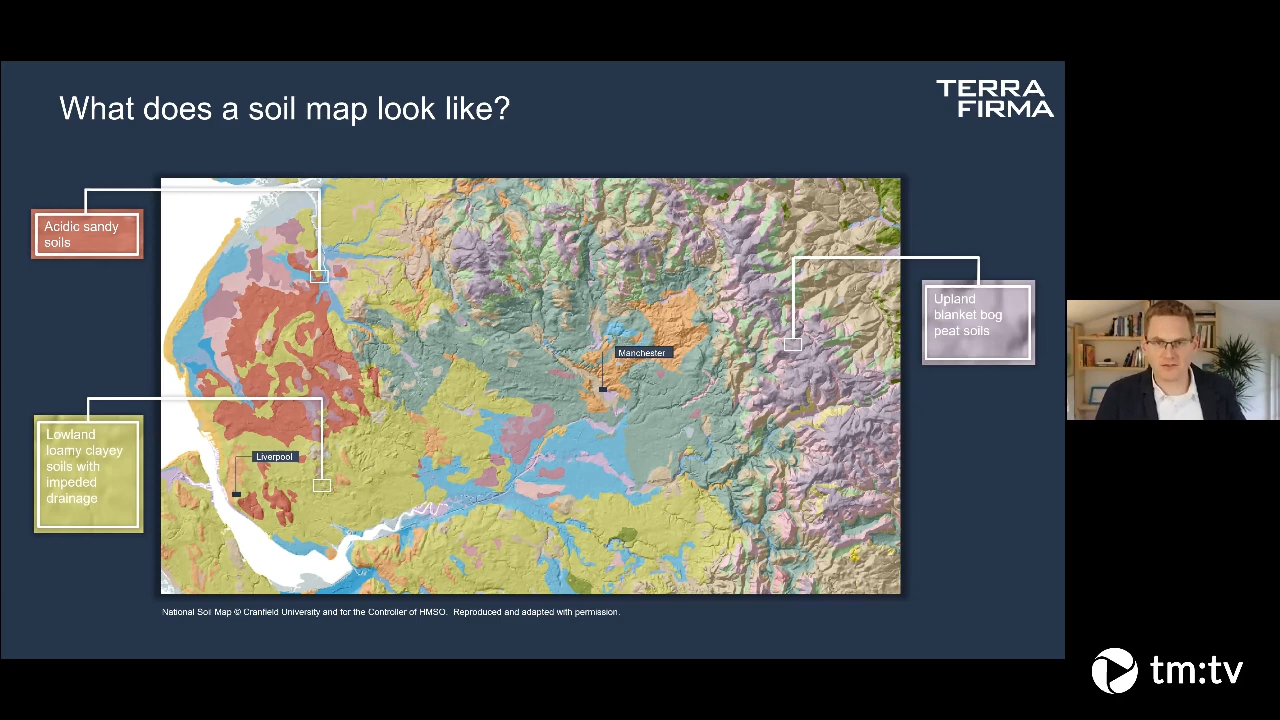 What does a soil map look like?
TERRA
FIRMA
Acidic sandy
soils
Upland
blanket bog
peat soils
Manchester
Lowland
loamy clayey
soils with
impeded
drainage
Liverpool
National Soil Map © Cranfield University and for the Controller of HMSO. Reproduced and adapted with permission.
tm:tv